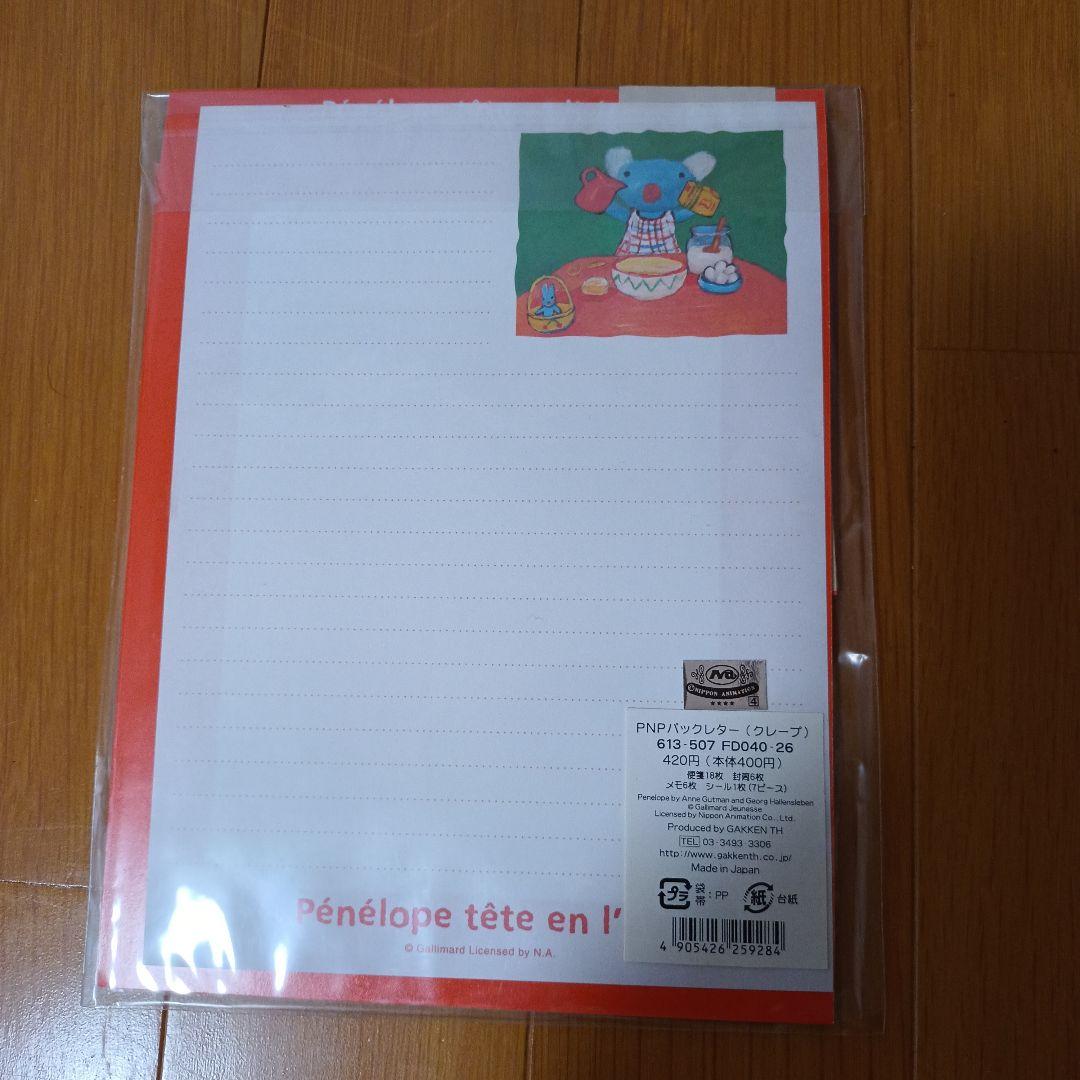 Pénélope tête en l'
© Gallimard Licensed by N.A.
Na
©NIPPON ANIMATION
★★★★
4
PNPパックレター（クレープ）
613-507 FD040-26
420円（本体400円）
便箋18枚　封筒6枚
メモ6枚　シール1枚(7ピース)
Penelope by Anne Gutman and Georg Hallensleben
© Gallimard Jeunesse
Licensed by Nippon Animation Co., Ltd.
Produced by GAKKEN TH
TEL 03-3493-3306
http://www.gakkenth.co.jp/
Made in Japan
プラ 袋・帯：PP 紙 台紙
4 905426 259284